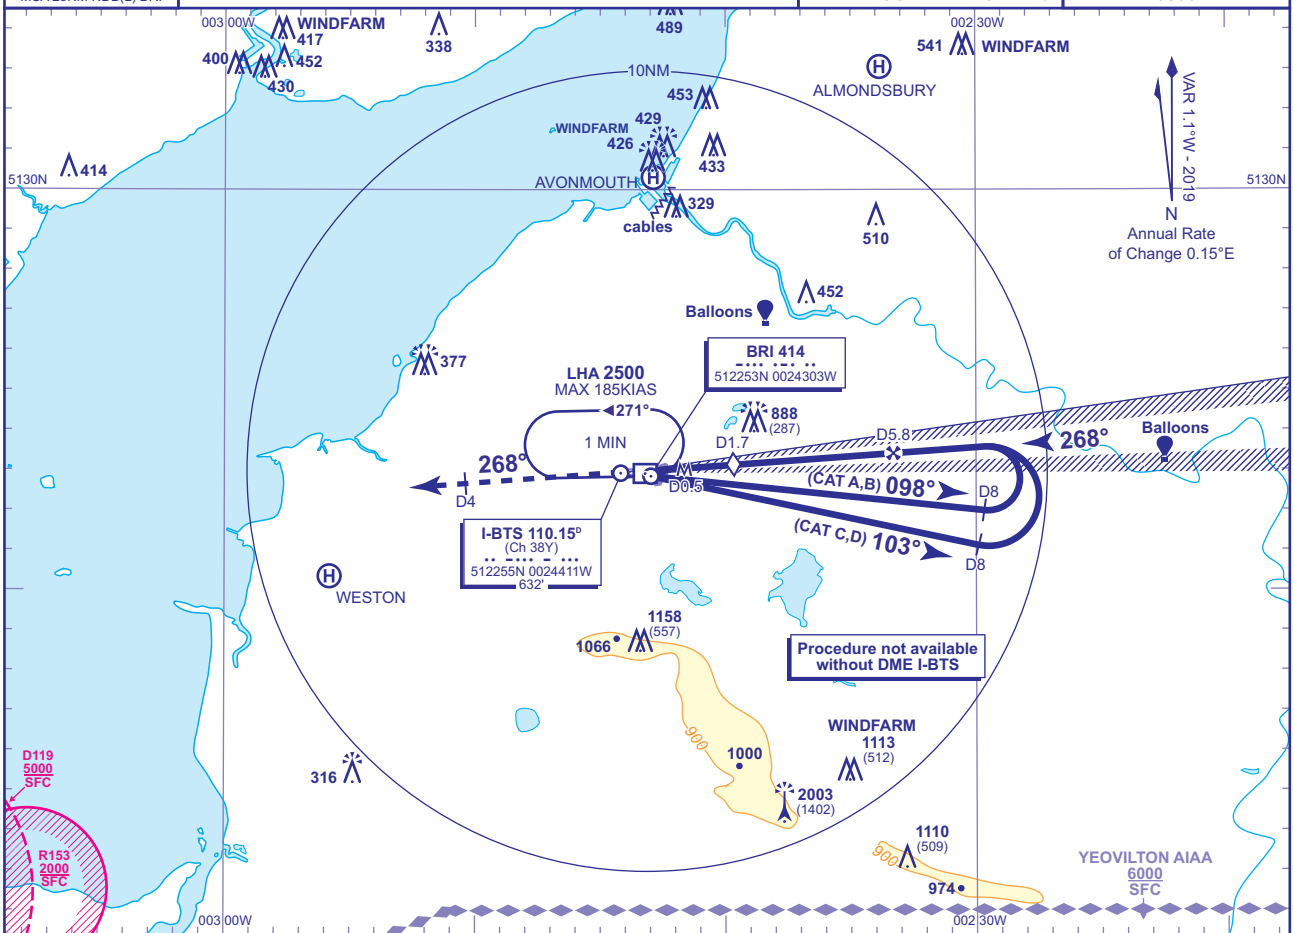 003 00W
002 30W
WINDFARM
417
338
489
541
WINDFARM
400
452
430
10NM
ALMONDSBURY
H
453
VAR 1.1°W - 2019
WINDFARM
429
426
433
414
5130N
AVONMOUTH
H
5130N
329
cables
510
N
Annual Rate
of Change 0.15°E
452
Balloons
BRI 414
512253N 0024303W
377
LHA 2500
MAX 185KIAS
271°
1 MIN
888
(287)
D1.7
D5.8
268°
Balloons
268°
D4
D0.5
(CAT A,B) 098°
D8
(CAT C,D) 103°
D8
I-BTS 110.15ᴰ
(Ch 38Y)
512255N 0024411W
632'
H
WESTON
1158
(557)
1066
Procedure not available
without DME I-BTS
900
1000
WINDFARM
1113
(512)
316
2003
(1402)
D119
5000
SFC
R153
2000
SFC
1110
(509)
900
974
YEOVILTON AIAA
6000
SFC
003 00W
002 30W